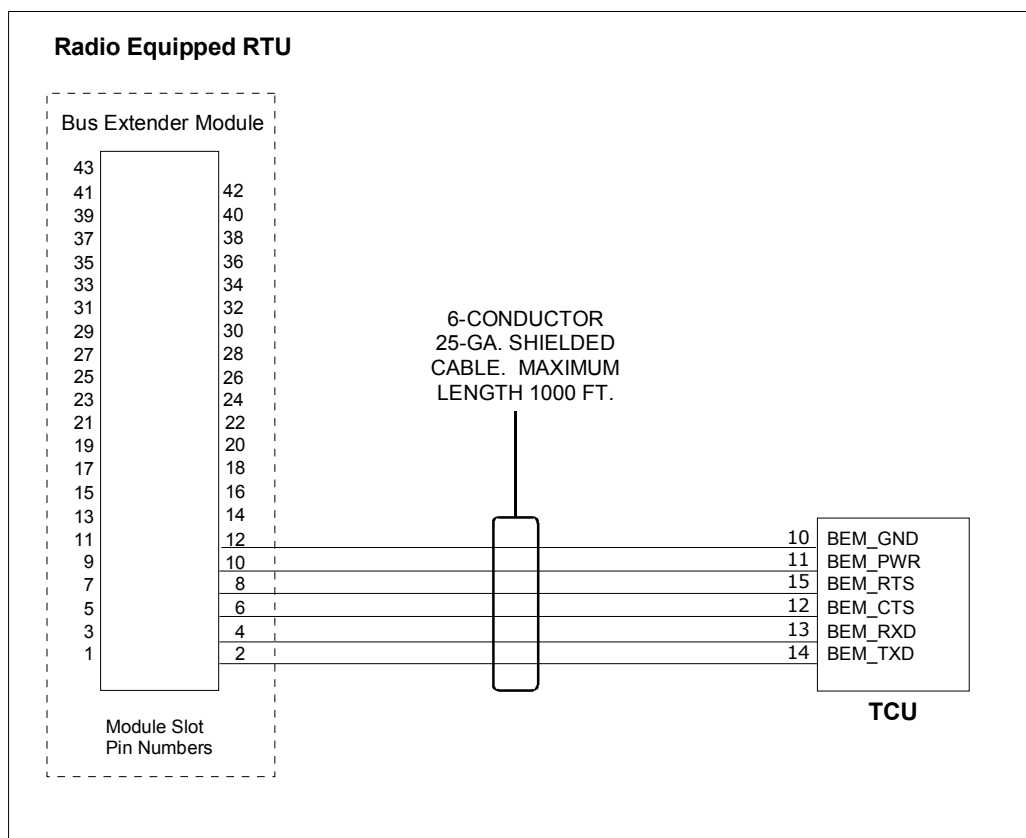 Radio Equipped RTU
Bus Extender Module
43
41 42
39 40
37 38
35 36
33 34
31 32
29 30
27 28
25 26
23 24
21 22
19 20
17 18
15 16
13 14
11 12
9 10
7 8
5 6
3 4
1 2
Module Slot
Pin Numbers
6-CONDUCTOR
25-GA. SHIELDED
CABLE. MAXIMUM
LENGTH 1000 FT.
10 BEM_GND
11 BEM_PWR
15 BEM_RTS
12 BEM_CTS
13 BEM_RXD
14 BEM_TXD
TCU